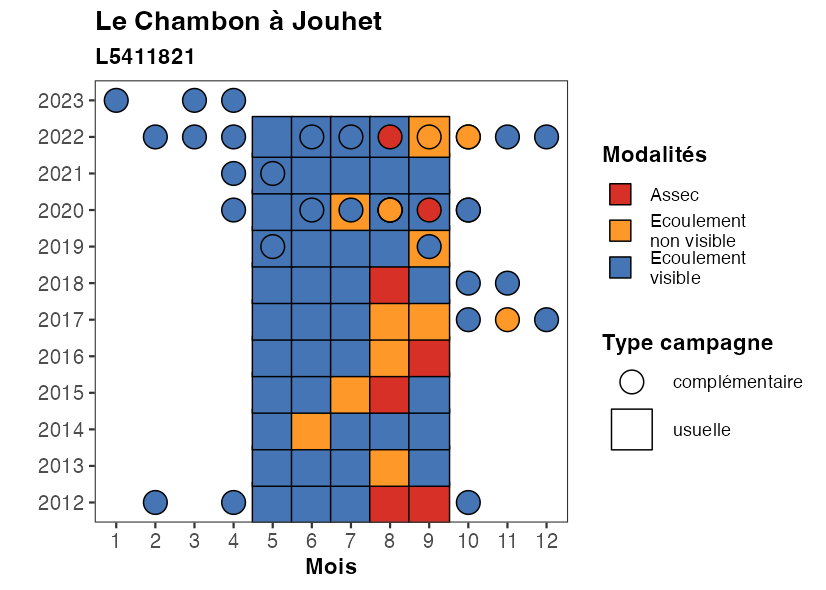 Le Chambon à Jouhet
L5411821
2023
2022
2021
2020
2019
2018
2017
2016
2015
2014
2013
2012
1 2 3 4 5 6 7 8 9 10 11 12
Mois
Modalités
Assec
Ecoulement
non visible
Ecoulement
visible
Type campagne
complémentaire
usuelle